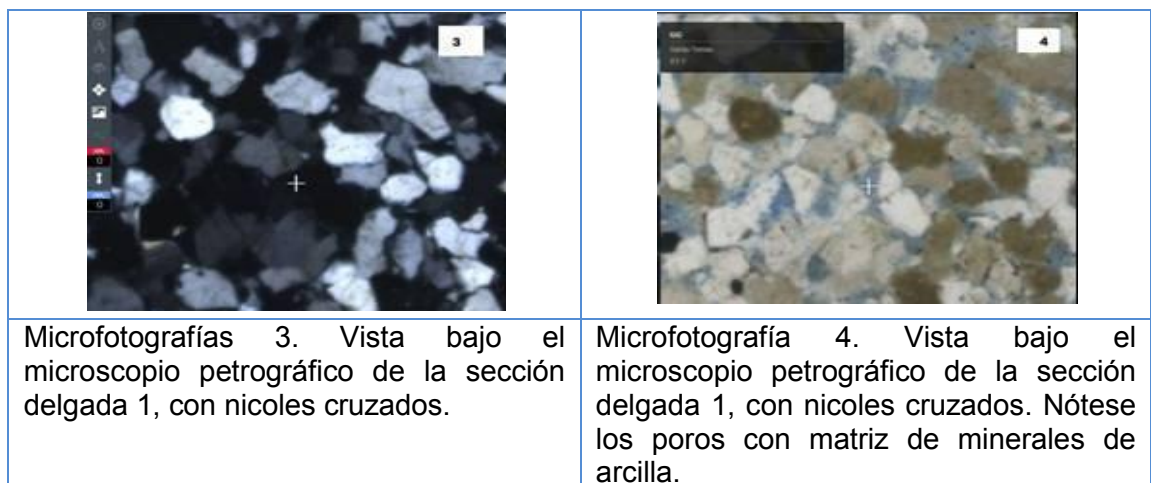 3
4
Microfotografías 3. Vista bajo el
microscopio petrográfico de la sección
delgada 1, con nicoles cruzados.
Microfotografía 4. Vista bajo el
microscopio petrográfico de la sección
delgada 1, con nicoles cruzados. Nótese
los poros con matriz de minerales de
arcilla.